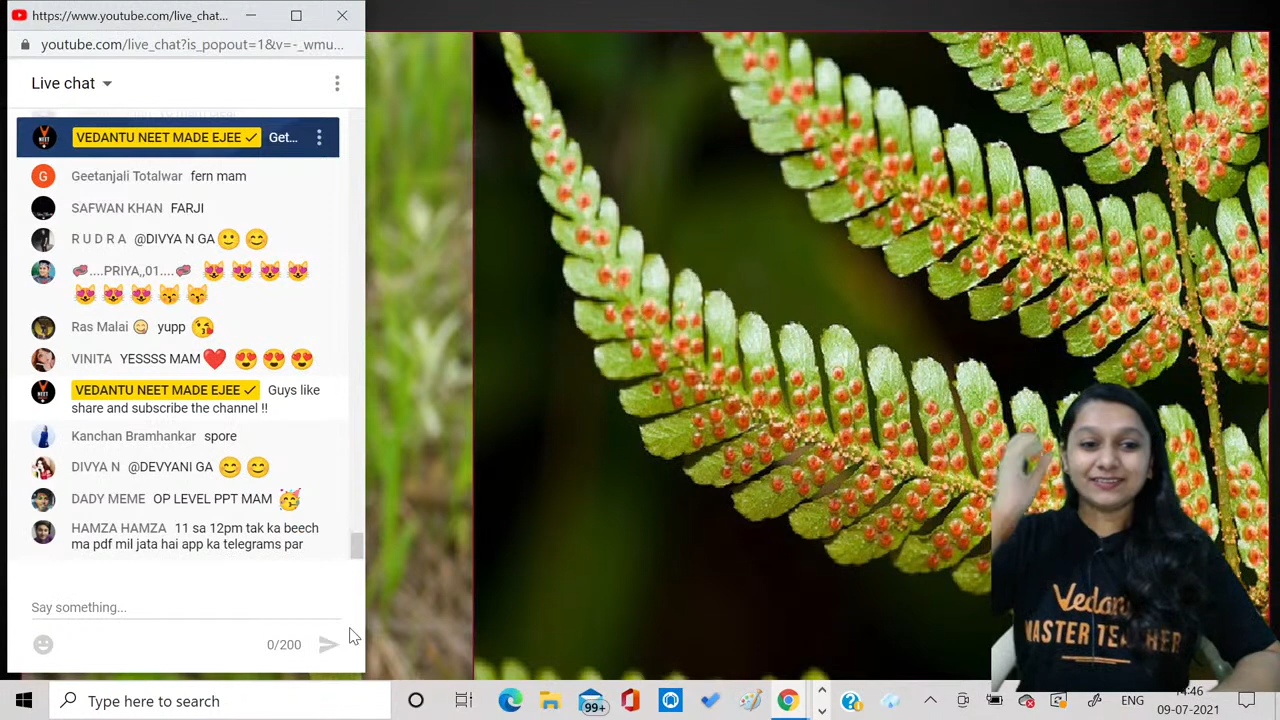 https://www.youtube.com/live_chat...
youtube.com/live_chat?is_popout=1&v=-_wmu...
Live chat
VEDANTU NEET MADE EJEE Get...
Geetanjali Totalwar fern mam
SAFWAN KHAN FARJI
R U D R A @DIVYA N GA
....PRIYA,,01....
Ras Malai yupp
VINITA YESSSS MAM
VEDANTU NEET MADE EJEE Guys like
share and subscribe the channel !!
Kanchan Bramhankar spore
DIVYA N @DEVYANI GA
DADY MEME OP LEVEL PPT MAM
HAMZA HAMZA 11 sa 12pm tak ka beech
ma pdf mil jata hai app ka telegrams par
Say something...
0/200
Vedantu
MASTER TEACHER
Type here to search
99+
ENG
14:46
09-07-2021